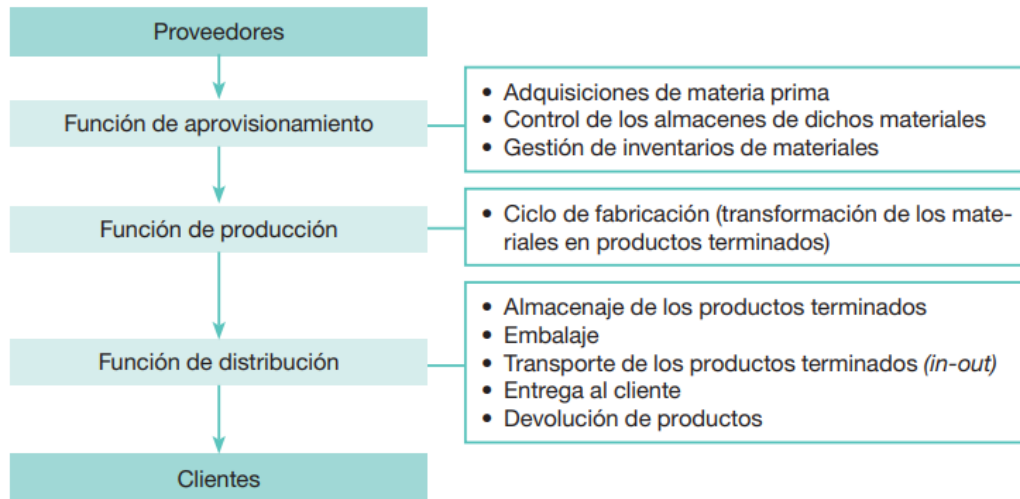 Proveedores
Función de aprovisionamiento
• Adquisiciones de materia prima
• Control de los almacenes de dichos materiales
• Gestión de inventarios de materiales
Función de producción
• Ciclo de fabricación (transformación de los mate-
riales en productos terminados)
Función de distribución
• Almacenaje de los productos terminados
• Embalaje
• Transporte de los productos terminados (in-out)
• Entrega al cliente
• Devolución de productos
Clientes